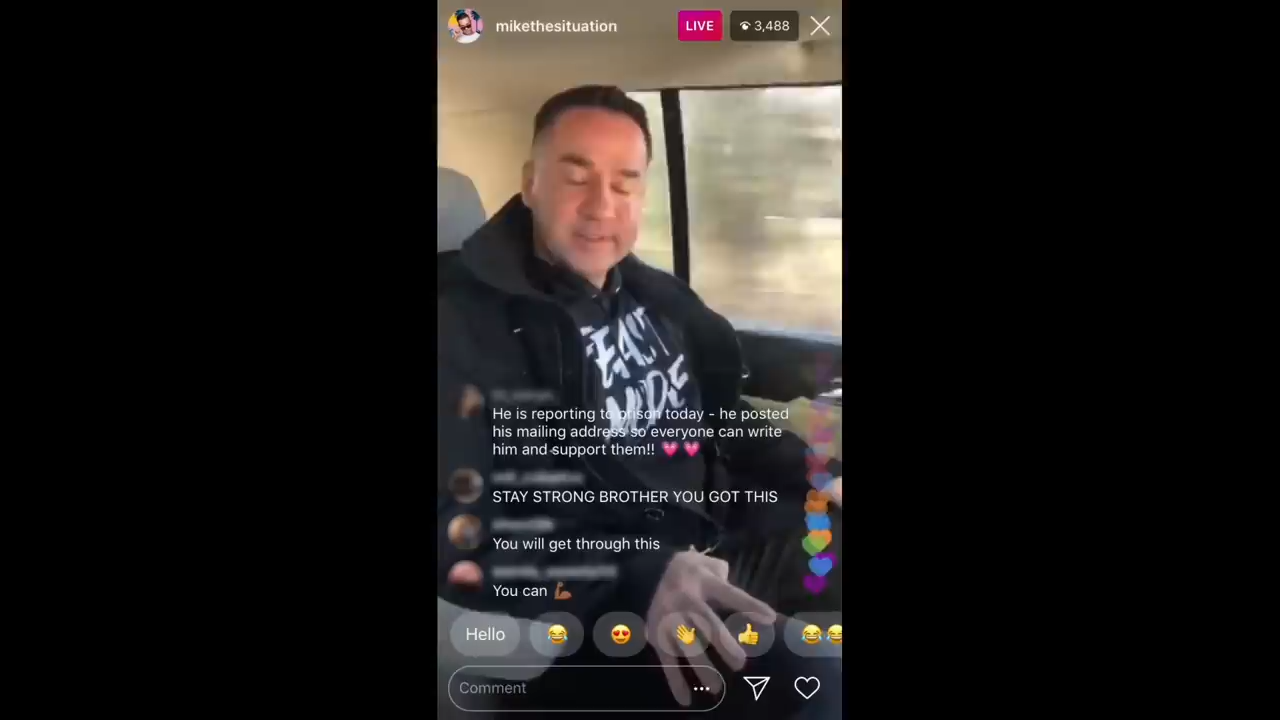 mikethesituation
LIVE
3,488
BEAST
MODE
He is reporting to prison today - he posted
his mailing address so everyone can write
him and support them!! 💗 💗
STAY STRONG BROTHER YOU GOT THIS
You will get through this
You can 💪🏾
Hello
😂
😍
👋
👍
😂😂
Comment